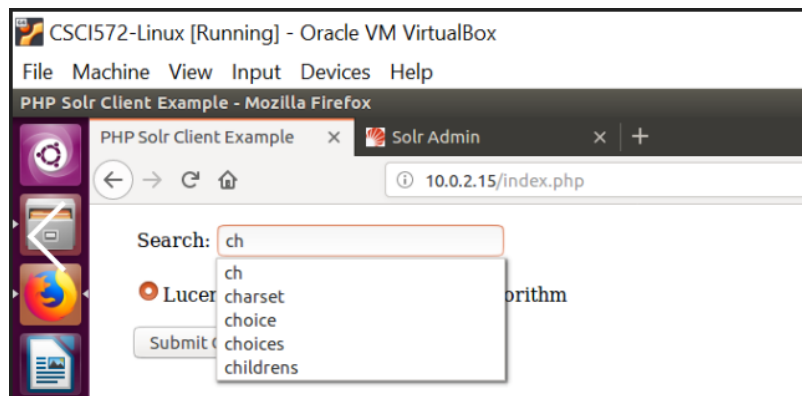 CSCI572-Linux [Running] - Oracle VM VirtualBox
File Machine View Input Devices Help
PHP Solr Client Example - Mozilla Firefox
PHP Solr Client Example × Solr Admin × +
10.0.2.15/index.php
Search: ch
ch
charset
choice
choices
childrens
Lucen orithm
Submit